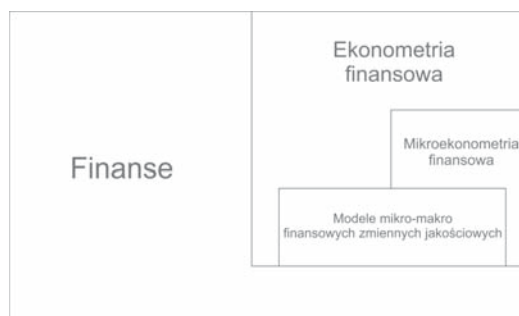 Ekonometria
finansowa
Mikroekonometria
finansowa
Finanse
Modele mikro-makro
finansowych zmiennych jakościowych